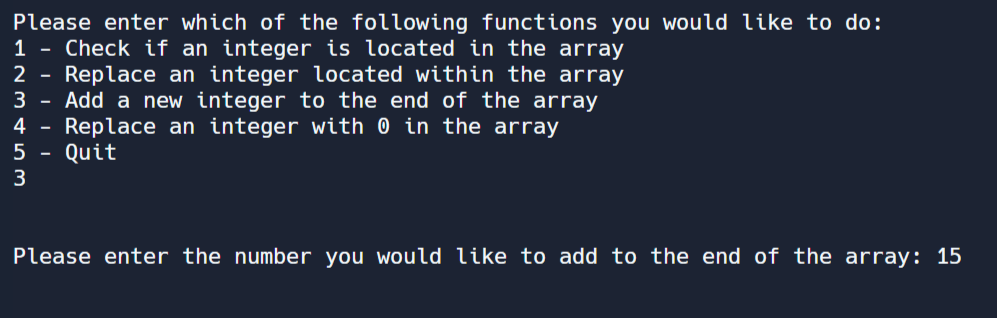 Please enter which of the following functions you would like to do:
1 - Check if an integer is located in the array
2 - Replace an integer located within the array
3 - Add a new integer to the end of the array
4 - Replace an integer with 0 in the array
5 - Quit
3
Please enter the number you would like to add to the end of the array: 15